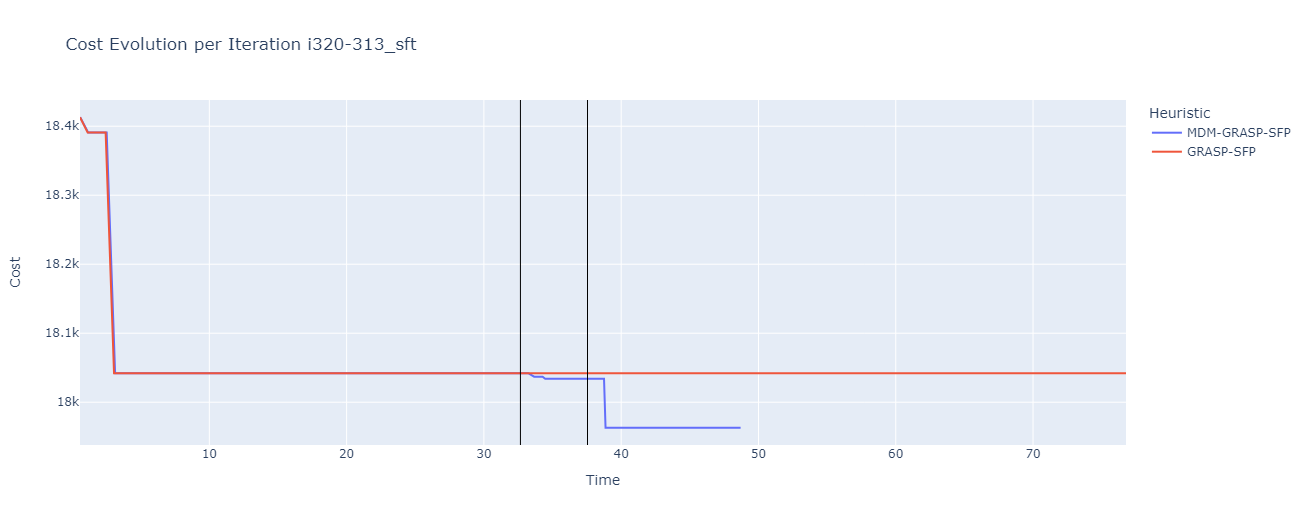 Cost Evolution per Iteration i320-313_sft
Heuristic
MDM-GRASP-SFP
GRASP-SFP
18.4k
18.3k
18.2k
18.1k
18k
Cost
10 20 30 40 50 60 70
Time